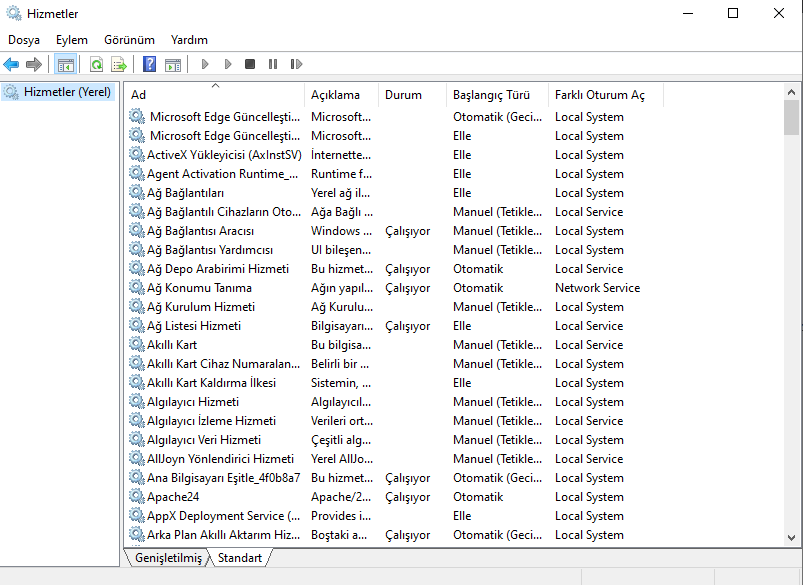 Hizmetler
Dosya Eylem Görünüm Yardım
Hizmetler (Yerel)
Ad Açıklama Durum Başlangıç Türü Farklı Oturum Aç
Microsoft Edge Güncelleşti... Microsoft... Otomatik (Geci... Local System
Microsoft Edge Güncelleşti... Microsoft... Elle Local System
ActiveX Yükleyicisi (AxInstSV) İnternette... Elle Local System
Agent Activation Runtime_... Runtime f... Elle Local System
Ağ Bağlantıları Yerel ağ il... Elle Local System
Ağ Bağlantılı Cihazların Oto... Ağa Bağlı ... Manuel (Tetikle... Local Service
Ağ Bağlantısı Aracısı Windows ... Çalışıyor Manuel (Tetikle... Local System
Ağ Bağlantısı Yardımcısı UI bileşen... Manuel (Tetikle... Local System
Ağ Depo Arabirimi Hizmeti Bu hizmet... Çalışıyor Otomatik Local Service
Ağ Konumu Tanıma Ağın yapıl... Çalışıyor Otomatik Network Service
Ağ Kurulum Hizmeti Ağ Kurulu... Manuel (Tetikle... Local System
Ağ Listesi Hizmeti Bilgisayarı... Çalışıyor Elle Local Service
Akıllı Kart Bu bilgisa... Manuel (Tetikle... Local Service
Akıllı Kart Cihaz Numaralan... Belirli bir ... Manuel (Tetikle... Local System
Akıllı Kart Kaldırma İlkesi Sistemin, ... Elle Local System
Algılayıcı Hizmeti Algılayıcıl... Manuel (Tetikle... Local System
Algılayıcı İzleme Hizmeti Verileri ort... Manuel (Tetikle... Local Service
Algılayıcı Veri Hizmeti Çeşitli alg... Manuel (Tetikle... Local System
AllJoyn Yönlendirici Hizmeti Yerel AllJo... Manuel (Tetikle... Local Service
Ana Bilgisayarı Eşitle_4f0b8a7 Bu hizmet... Çalışıyor Otomatik (Geci... Local System
Apache24 Apache/2... Çalışıyor Otomatik Local System
AppX Deployment Service (... Provides i... Elle Local System
Arka Plan Akıllı Aktarım Hiz... Boştaki a... Çalışıyor Otomatik (Geci... Local System
Genişletilmiş Standart